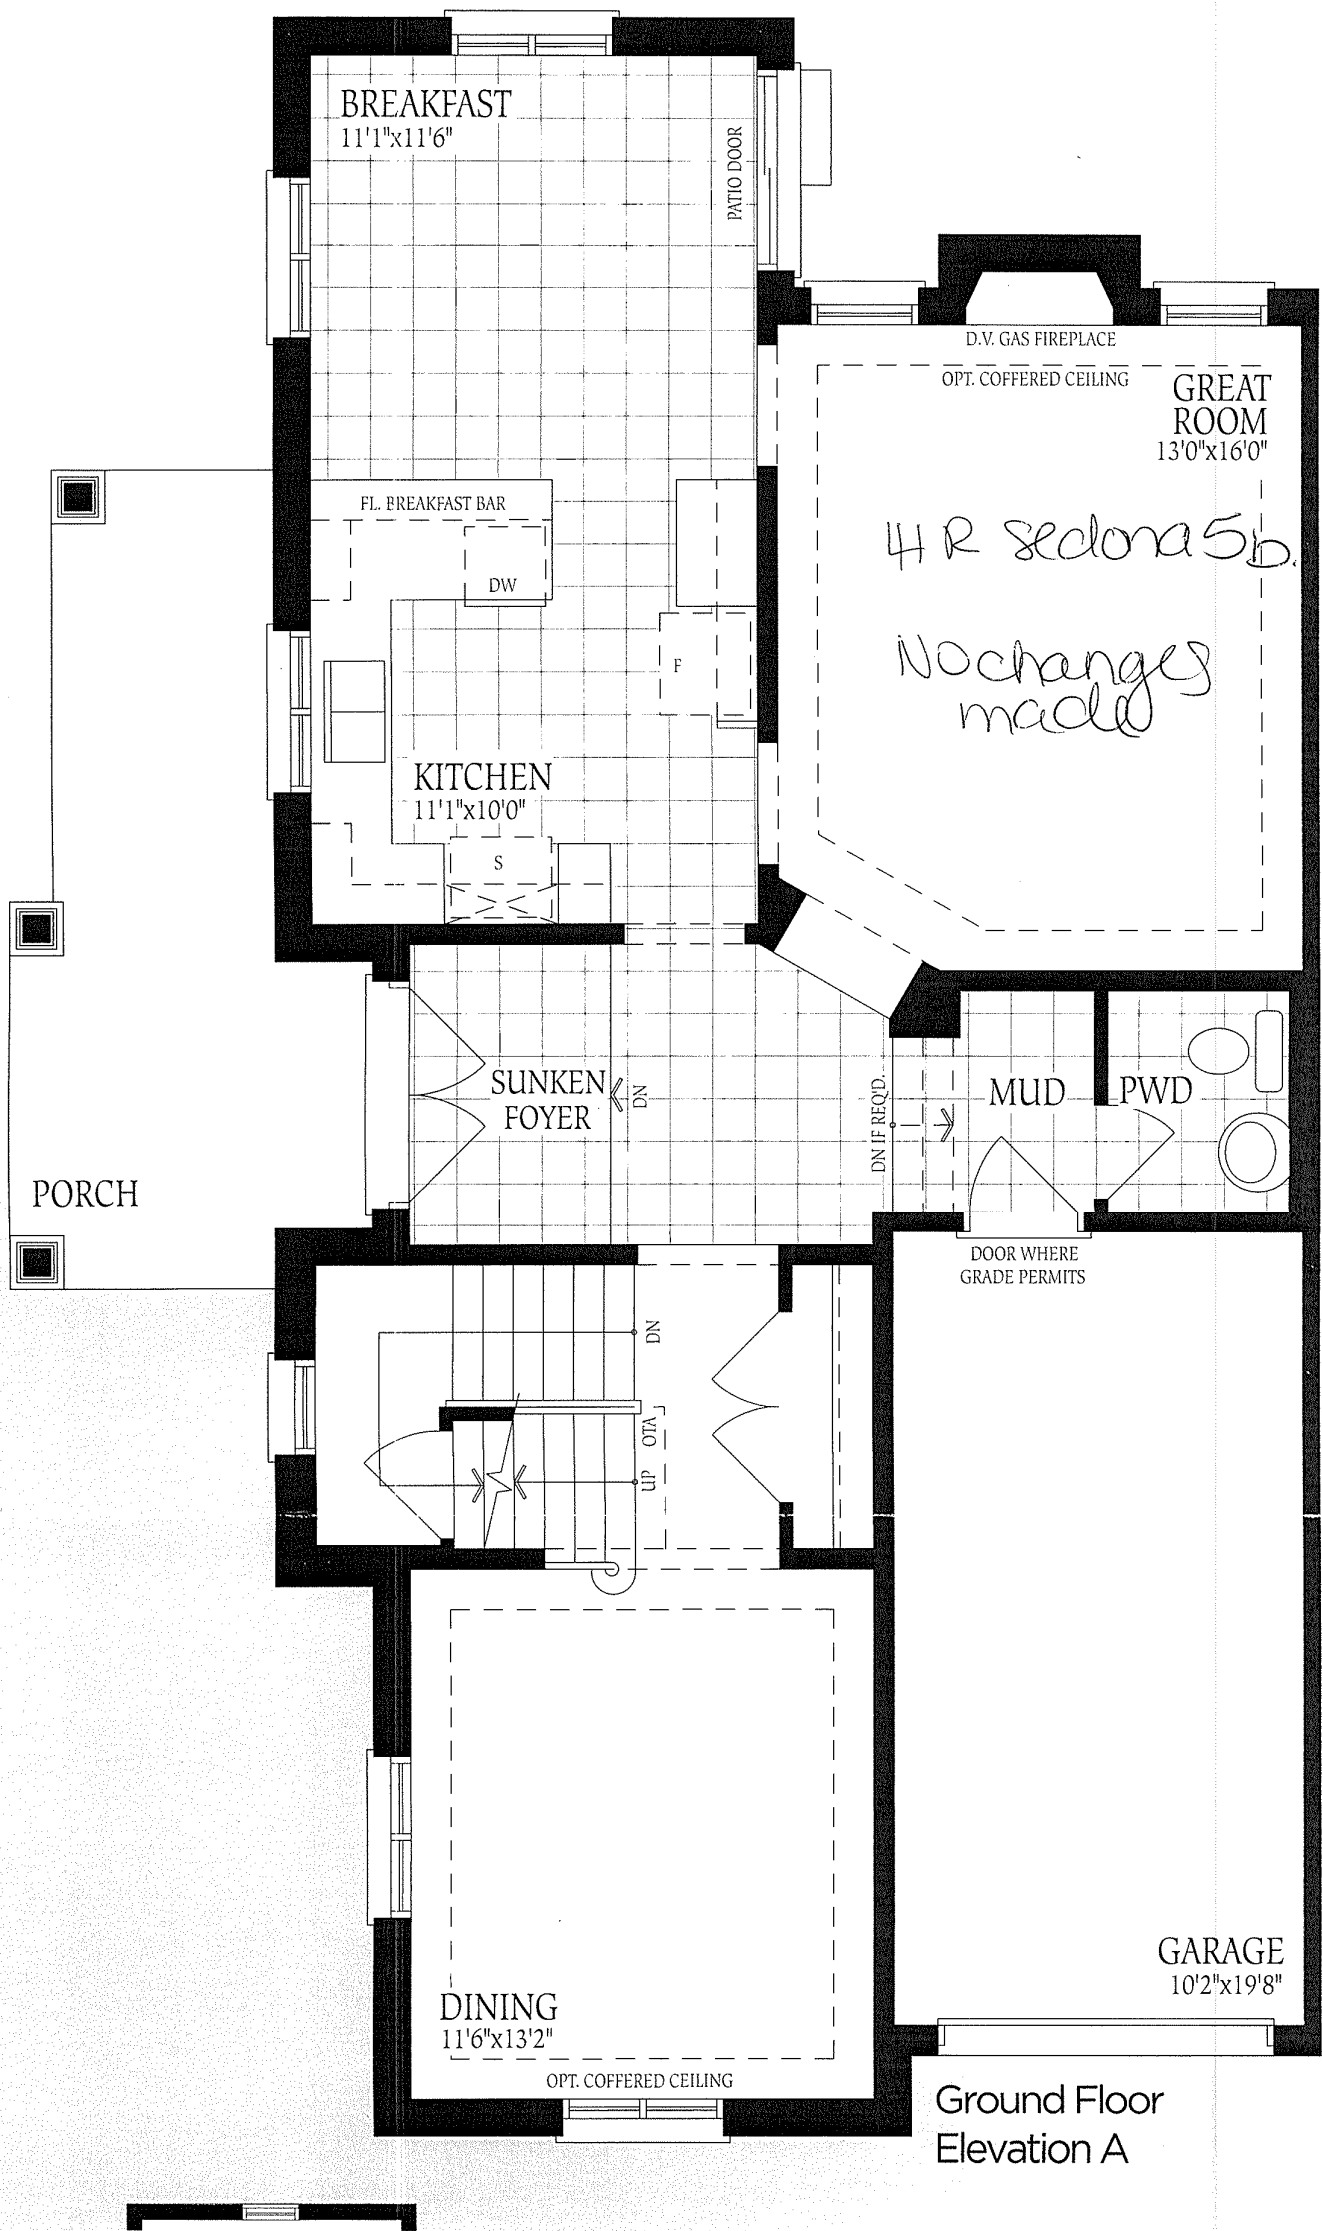 BREAKFAST
11'1"x11'6"
PATIO DOOR
D.V. GAS FIREPLACE
OPT. COFFERED CEILING
GREAT
ROOM
13'0"x16'0"
FL. BREAKFAST BAR
DW
4R sedona 5b.
No changes
made
F
KITCHEN
11'1"x10'0"
S
SUNKEN
FOYER
DN
DN IF REQ'D.
MUD
PWD
PORCH
DOOR WHERE
GRADE PERMITS
DN
OTA
UP
GARAGE
10'2"x19'8"
DINING
11'6"x13'2"
OPT. COFFERED CEILING
Ground Floor
Elevation A